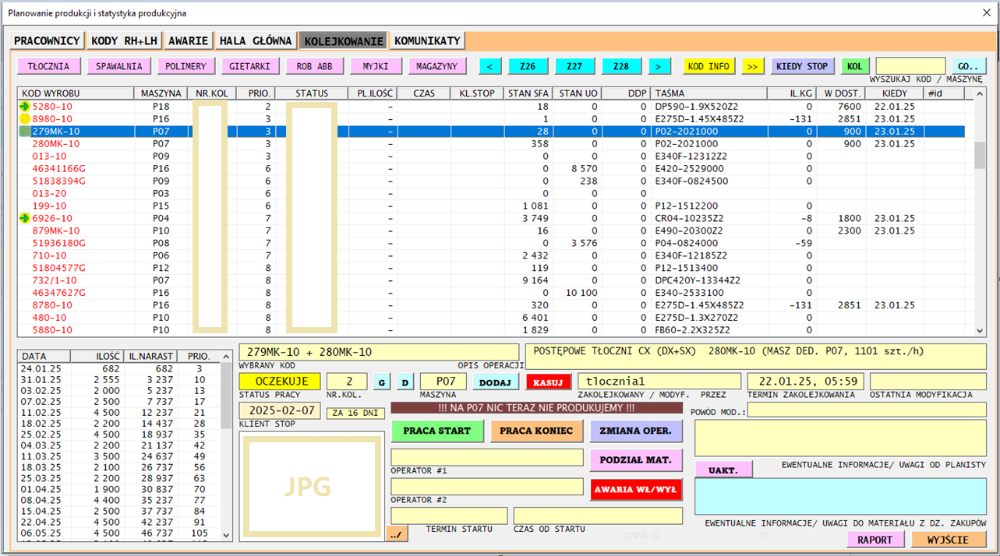 Planowanie produkcji i statystyka produkcyjna
PRACOWNICY KODY RH+LH AWARIE HALA GŁÓWNA KOLEJKOWANIE KOMUNIKATY
TŁOCZNIA SPAWALNIA POLIMERY GIETARKI ROB ABB MYJKI MAGAZYNY < Z26 Z27 Z28 > KOD INFO >> KIEDY STOP KOL GO..
WYSZUKAJ KOD / MASZYNĘ
KOD WYROBU MASZYNA NR.KOL PRIO. STATUS PL.ILOŚĆ CZAS KL.STOP STAN SFA STAN UO DDP TAŚMA IL.KG W DOST. KIEDY #id
5280-10 P18 2 - 18 0 0 DP590-1.9X520Z2 0 7600 22.01.25
8980-10 P16 3 - 1 0 0 E275D-1.45X485Z2 -131 2851 23.01.25
279MK-10 P07 3 - 28 0 0 P02-2021000 0 900 23.01.25
280MK-10 P07 3 - 358 0 0 P02-2021000 0 900 23.01.25
013-10 P09 3 - 0 0 0 E340F-12312Z2 0
46341166G P16 6 - 0 8 570 0 E420-2529000 0
51838394G P09 6 - 0 238 0 E340F-0824500 0
013-20 P03 6 - 0 0 0 0
199-10 P15 6 - 1 081 0 0 P12-1512200 0
6926-10 P04 7 - 3 749 0 0 CR04-10235Z2 -8 1800 23.01.25
879MK-10 P10 7 - 16 0 0 E490-20300Z2 0 2300 23.01.25
51936180G P08 7 - 0 3 576 0 P04-0824000 -59
710-10 P06 7 - 2 432 0 0 E340F-12185Z2 0
51804577G P12 8 - 119 0 0 P12-1513400 0
732/1-10 P07 8 - 9 164 0 0 DPC420Y-13344Z2 0
46347627G P16 8 - 0 10 100 0 E340-2533100 0
8780-10 P16 8 - 320 0 0 E275D-1.45X485Z2 -131 2851 23.01.25
480-10 P10 8 - 6 401 0 0 E275D-1.3X270Z2 0
5880-10 P10 8 - 1 829 0 0 FB60-2.2X325Z2 0
DATA ILOŚĆ IL.NARAST PRIO.
24.01.25 682 682 3
31.01.25 2 555 3 237 10
03.02.25 2 000 5 237 13
07.02.25 2 500 7 737 17
11.02.25 4 500 12 237 21
18.02.25 2 200 14 437 28
25.02.25 4 500 18 937 35
04.03.25 2 200 21 137 42
11.03.25 3 500 24 637 49
18.03.25 2 100 26 737 56
25.03.25 2 200 28 937 63
01.04.25 1 900 30 837 70
08.04.25 4 400 35 237 77
15.04.25 2 500 37 737 84
22.04.25 4 500 42 237 91
06.05.25 4 500 46 737 105
279MK-10 + 280MK-10
WYBRANY KOD OPIS OPERACJI
POSTĘPOWE TŁOCZNI CX (DX+SX) 280MK-10 (MASZ DED. P07, 1101 szt./h)
OCZEKUJE 2 G D P07 DODAJ KASUJ tlocznia1 22.01.25, 05:59
STATUS PRACY NR.KOL. MASZYNA ZAKOLEJKOWANY / MODYF. PRZEZ TERMIN ZAKOLEJKOWANIA OSTATNIA MODYFIKACJA
2025-02-07 ZA 16 DNI !!! NA P07 NIC TERAZ NIE PRODUKUJEMY !!! POWÓD MOD.:
KLIENT STOP
PRACA START PRACA KONIEC ZMIANA OPER.
JPG
PODZIAŁ MAT.
OPERATOR #1
UAKT. EWENTUALNE INFORMACJE/ UWAGI OD PLANISTY
AWARIA WŁ/WYŁ
OPERATOR #2
../ TERMIN STARTU CZAS OD STARTU
EWENTUALNE INFORMACJE/ UWAGI DO MATERIAŁU Z DZ. ZAKUPÓW
279MK-10 33
RAPORT WYJŚCIE